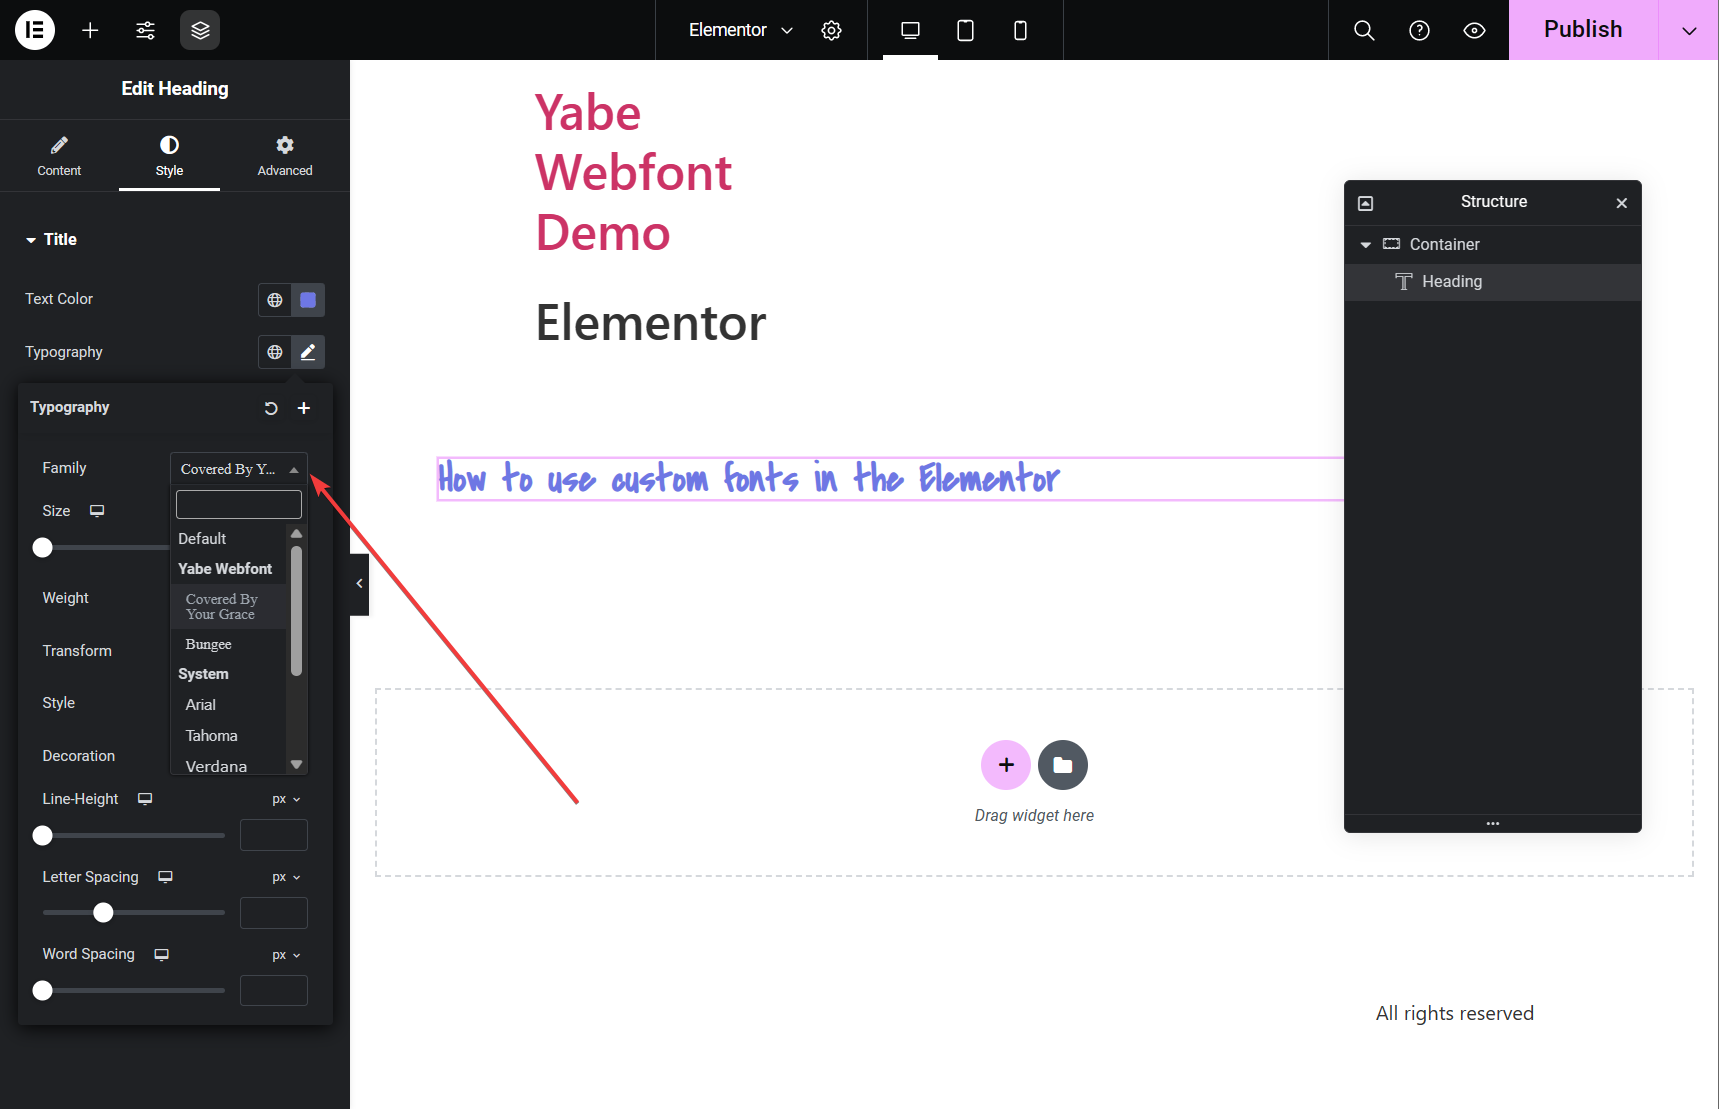 Elementor
Publish
Edit Heading
Content
Style
Advanced
Title
Text Color
Typography
Typography
Family
Covered By Y...
Size
Default
Yabe Webfont
Covered By
Your Grace
Bungee
System
Arial
Tahoma
Verdana
Weight
Transform
Style
Decoration
Line-Height
px
Letter Spacing
px
Word Spacing
px
Yabe
Webfont
Demo
Elementor
How to use custom fonts in the Elementor
Drag widget here
All rights reserved
Structure
Container
Heading